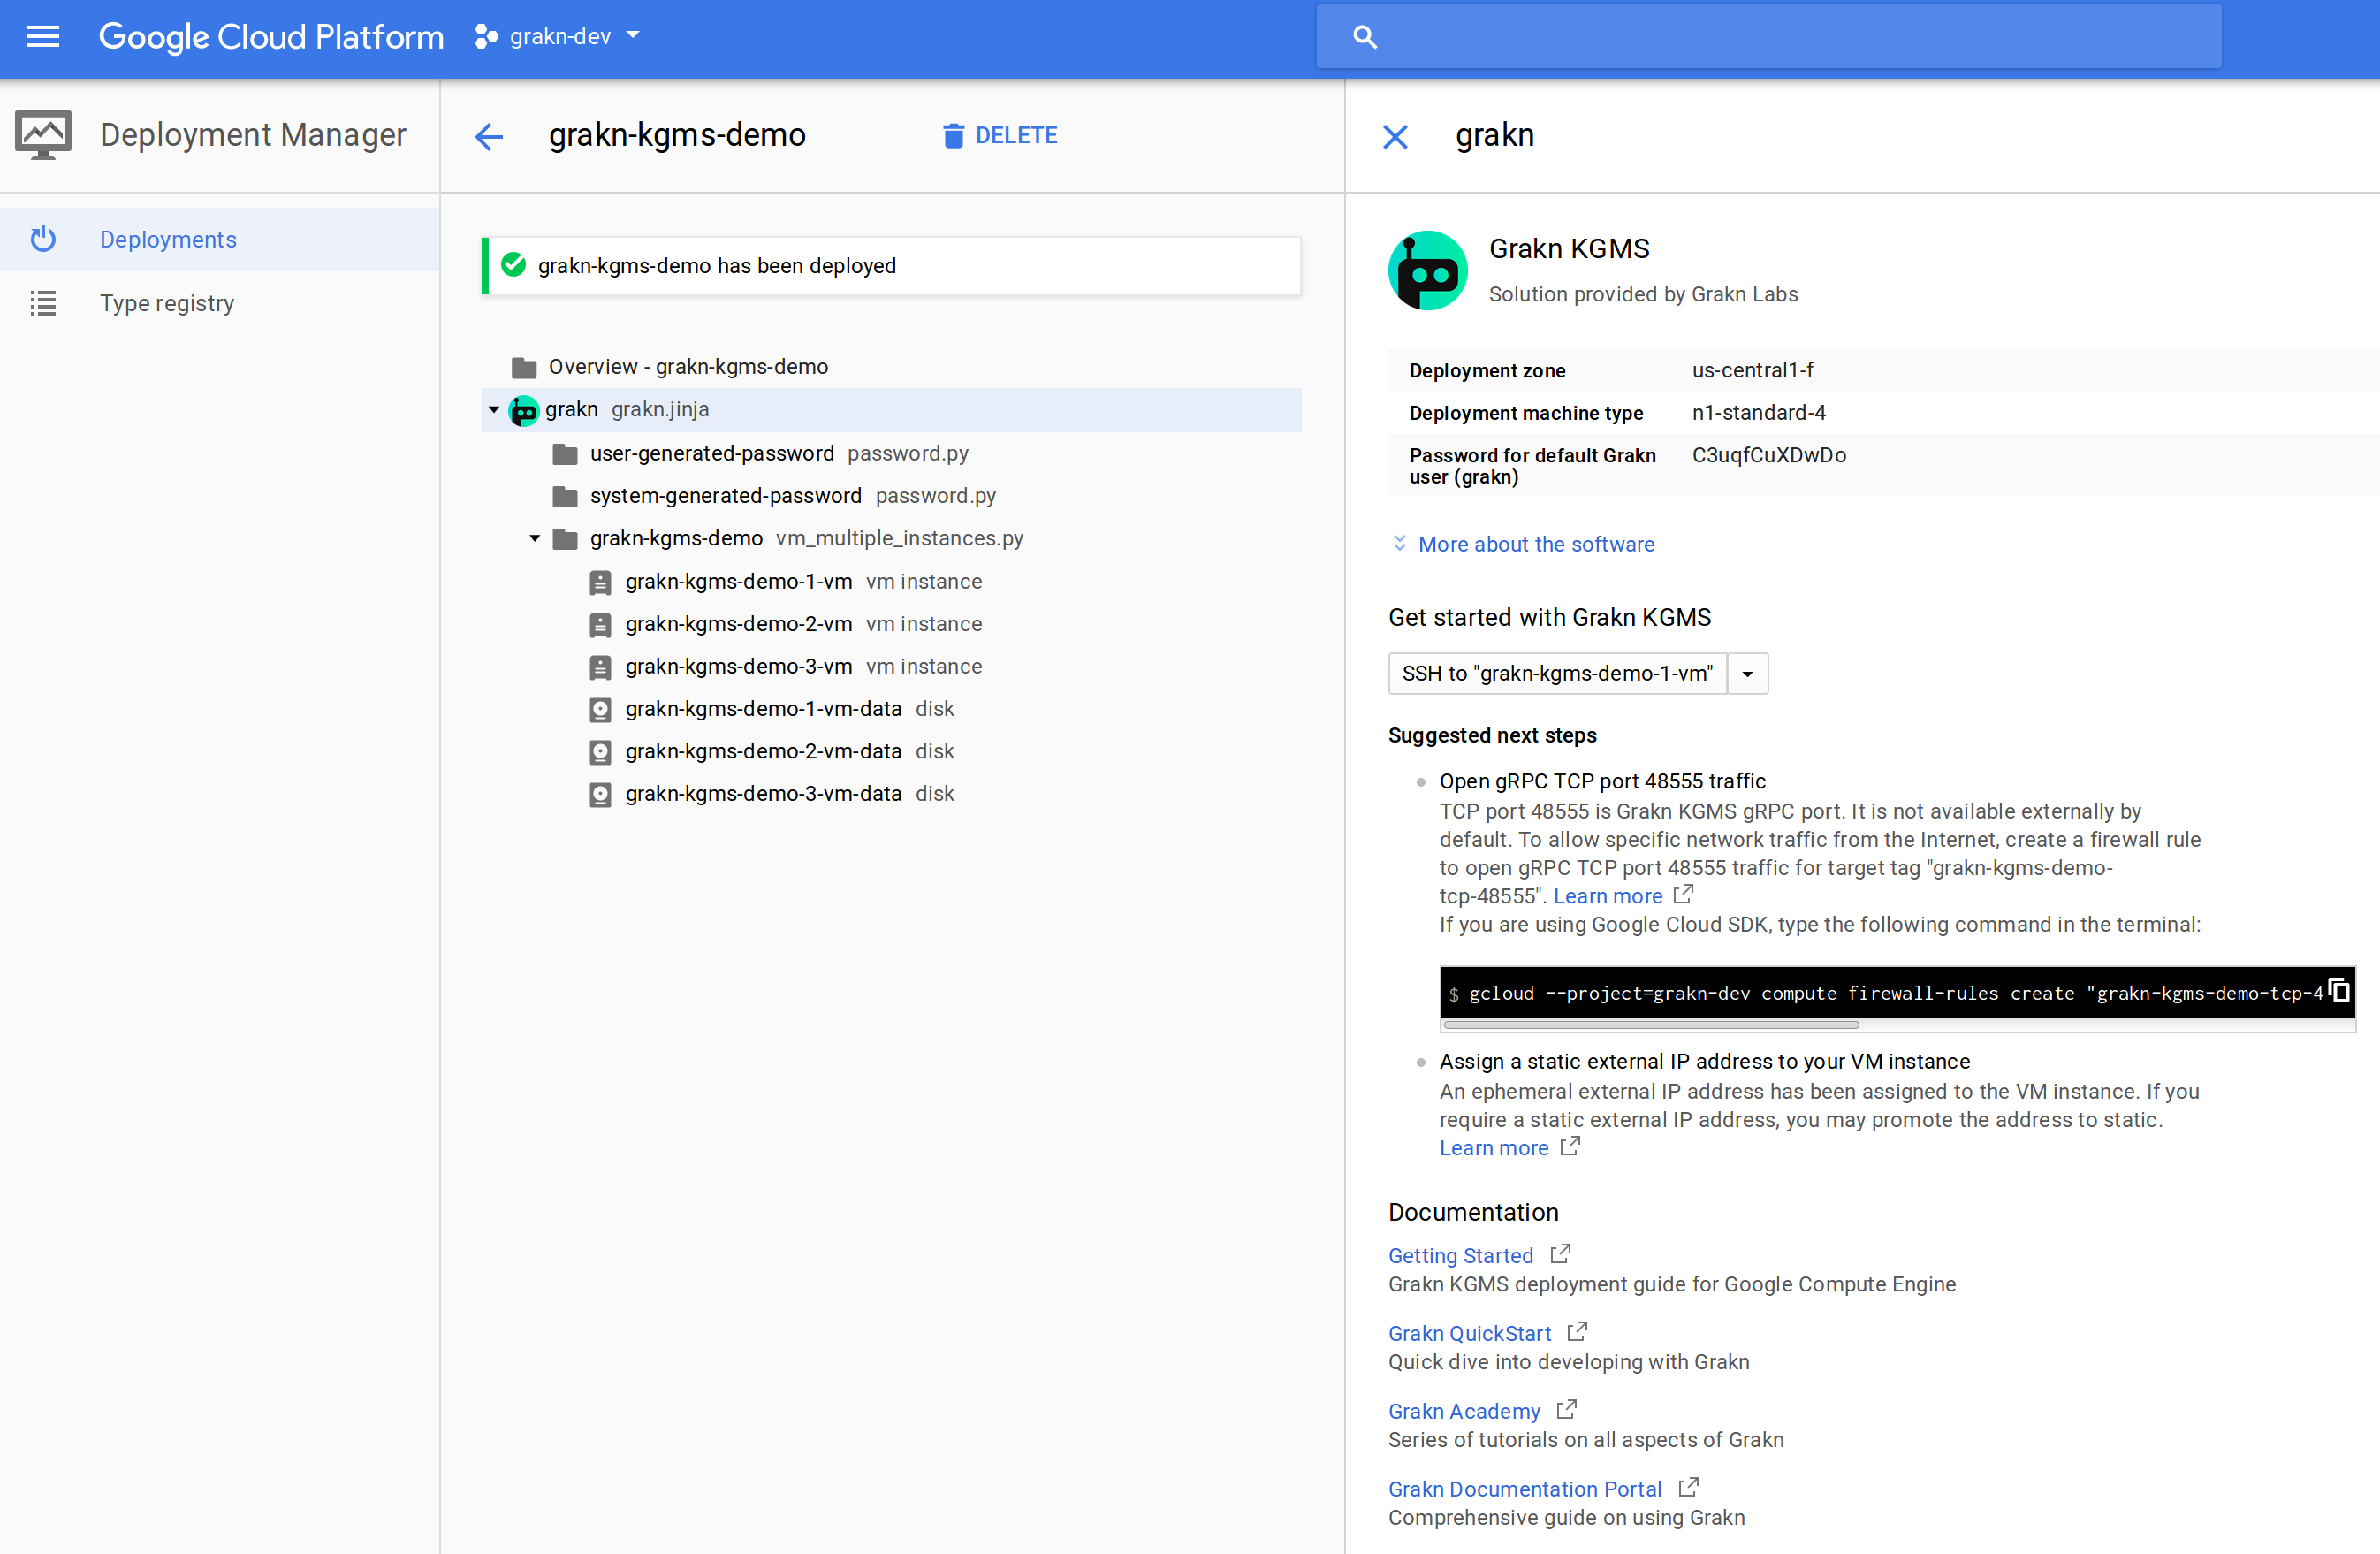 Google Cloud Platform
grakn-dev
Deployment Manager
Deployments
Type registry
grakn-kgms-demo
DELETE
grakn-kgms-demo has been deployed
Overview - grakn-kgms-demo
grakn grakn.jinja
user-generated-password password.py
system-generated-password password.py
grakn-kgms-demo vm_multiple_instances.py
grakn-kgms-demo-1-vm vm instance
grakn-kgms-demo-2-vm vm instance
grakn-kgms-demo-3-vm vm instance
grakn-kgms-demo-1-vm-data disk
grakn-kgms-demo-2-vm-data disk
grakn-kgms-demo-3-vm-data disk
grakn
Grakn KGMS
Solution provided by Grakn Labs
Deployment zone us-central1-f
Deployment machine type n1-standard-4
Password for default Grakn C3uqfCuXDwDo
user (grakn)
More about the software
Get started with Grakn KGMS
SSH to "grakn-kgms-demo-1-vm"
Suggested next steps
Open gRPC TCP port 48555 traffic
TCP port 48555 is Grakn KGMS gRPC port. It is not available externally by
default. To allow specific network traffic from the Internet, create a firewall rule
to open gRPC TCP port 48555 traffic for target tag "grakn-kgms-demo-
tcp-48555". Learn more
If you are using Google Cloud SDK, type the following command in the terminal:
$ gcloud --project=grakn-dev compute firewall-rules create "grakn-kgms-demo-tcp-4
Assign a static external IP address to your VM instance
An ephemeral external IP address has been assigned to the VM instance. If you
require a static external IP address, you may promote the address to static.
Learn more
Documentation
Getting Started
Grakn KGMS deployment guide for Google Compute Engine
Grakn QuickStart
Quick dive into developing with Grakn
Grakn Academy
Series of tutorials on all aspects of Grakn
Grakn Documentation Portal
Comprehensive guide on using Grakn